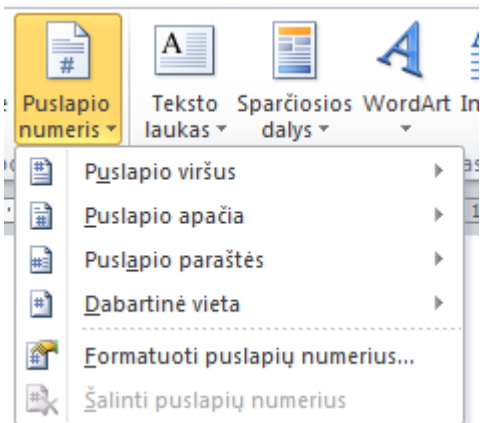 Puslapio numeris
Teksto laukas
Sparčiosios dalys
WordArt
Puslapio viršus
Puslapio apačia
Puslapio paraštės
Dabartinė vieta
Formatuoti puslapių numerius...
Šalinti puslapių numerius